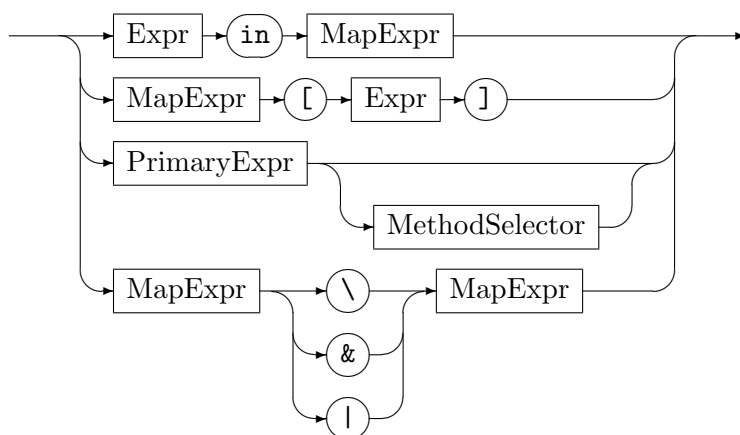 Expr in MapExpr
MapExpr [ Expr ]
PrimaryExpr
MethodSelector
MapExpr \ MapExpr
&
|